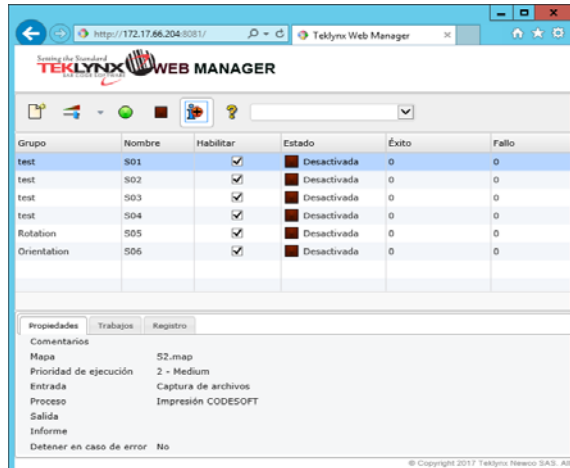 http://172.17.66.204:8081/
Teklynx Web Manager
Setting the Standard
TEKLYNX
BAR CODE SOFTWARE
WEB MANAGER
Grupo Nombre Habilitar Estado Éxito Fallo
test S01 Desactivada 0 0
test S02 Desactivada 0 0
test S03 Desactivada 0 0
test S04 Desactivada 0 0
Rotation S05 Desactivada 0 0
Orientation S06 Desactivada 0 0
Propiedades Trabajos Registro
Comentarios
Mapa S2.map
Prioridad de ejecución 2 - Medium
Entrada Captura de archivos
Proceso Impresión CODESOFT
Salida
Informe
Detener en caso de error No
© Copyright 2017 Teklynx Newco SAS. All